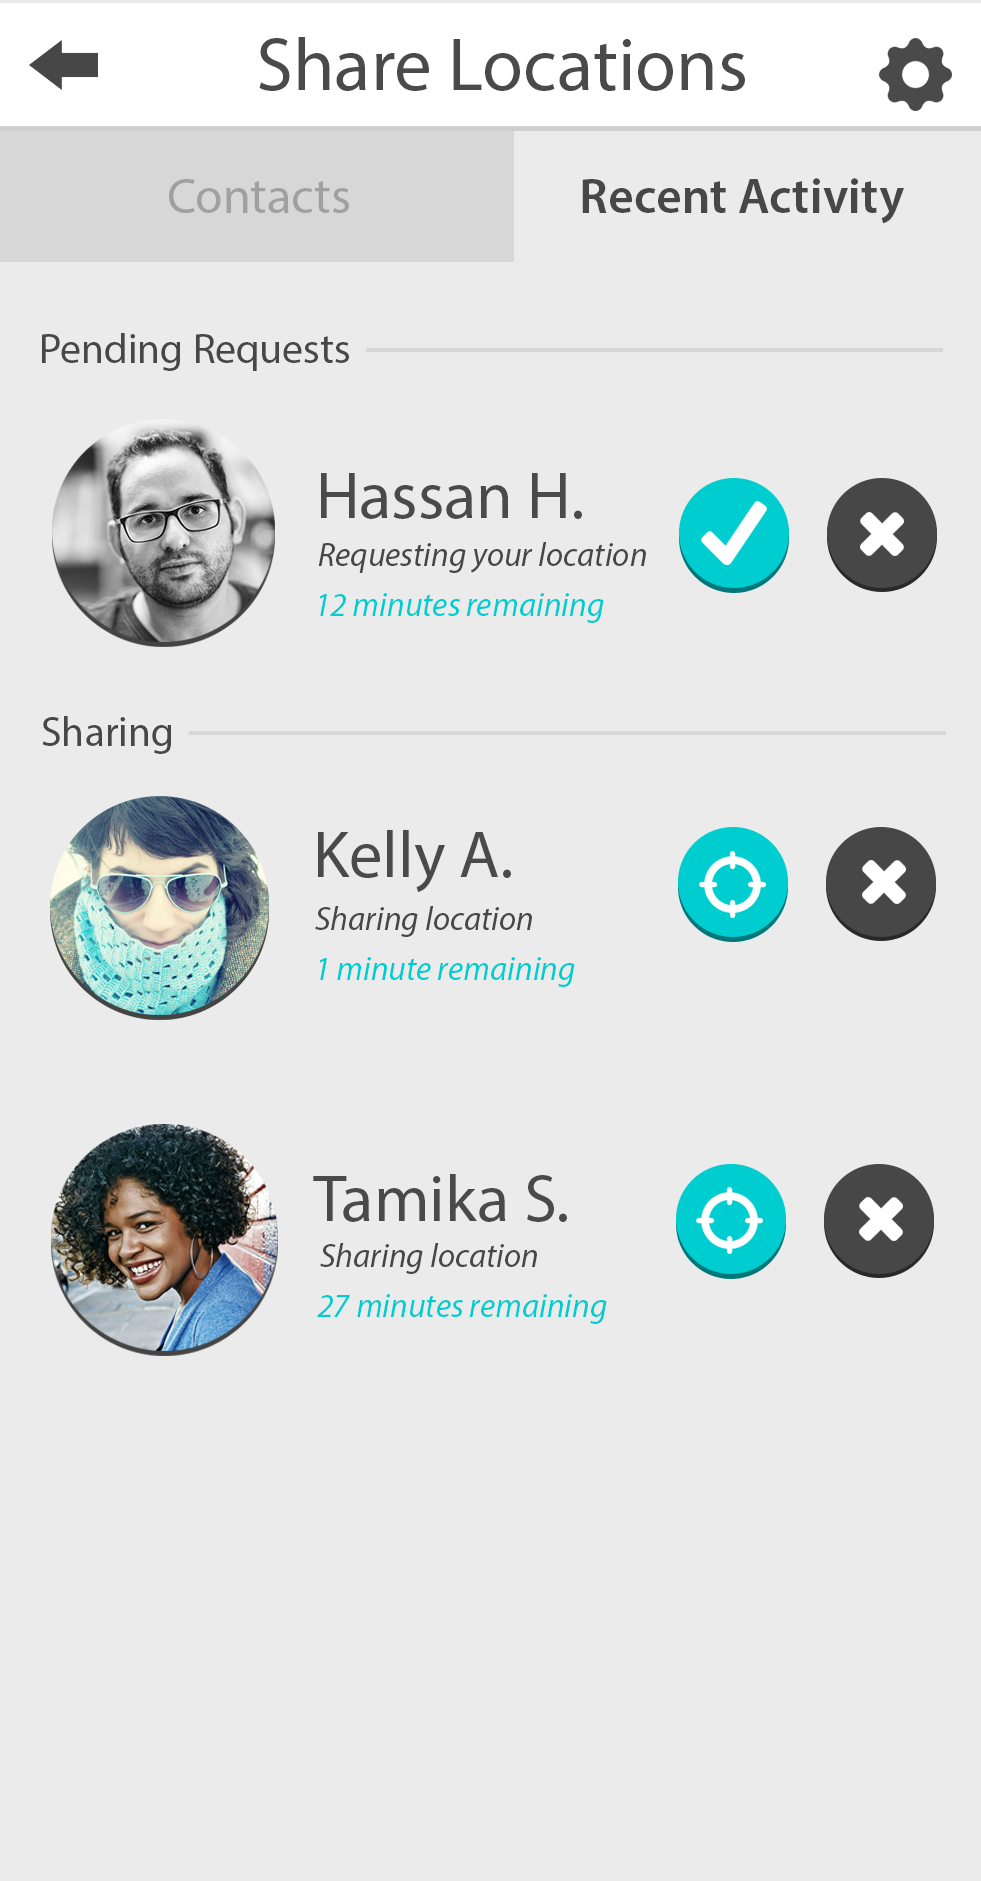 Share Locations
Contacts
Recent Activity
Pending Requests
Hassan H.
Requesting your location
12 minutes remaining
Sharing
Kelly A.
Sharing location
1 minute remaining
Tamika S.
Sharing location
27 minutes remaining